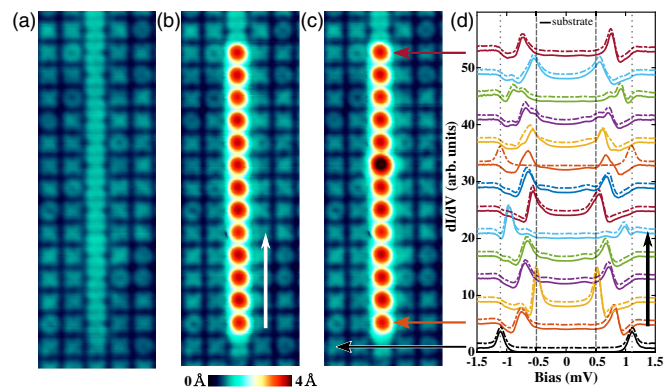 (a) (b) (c) (d)
substrate
50
40
30
20
10
0
dI/dV (arb. units)
-1.5 -1 -0.5 0 0.5 1 1.5
Bias (mV)
0 Å 4 Å